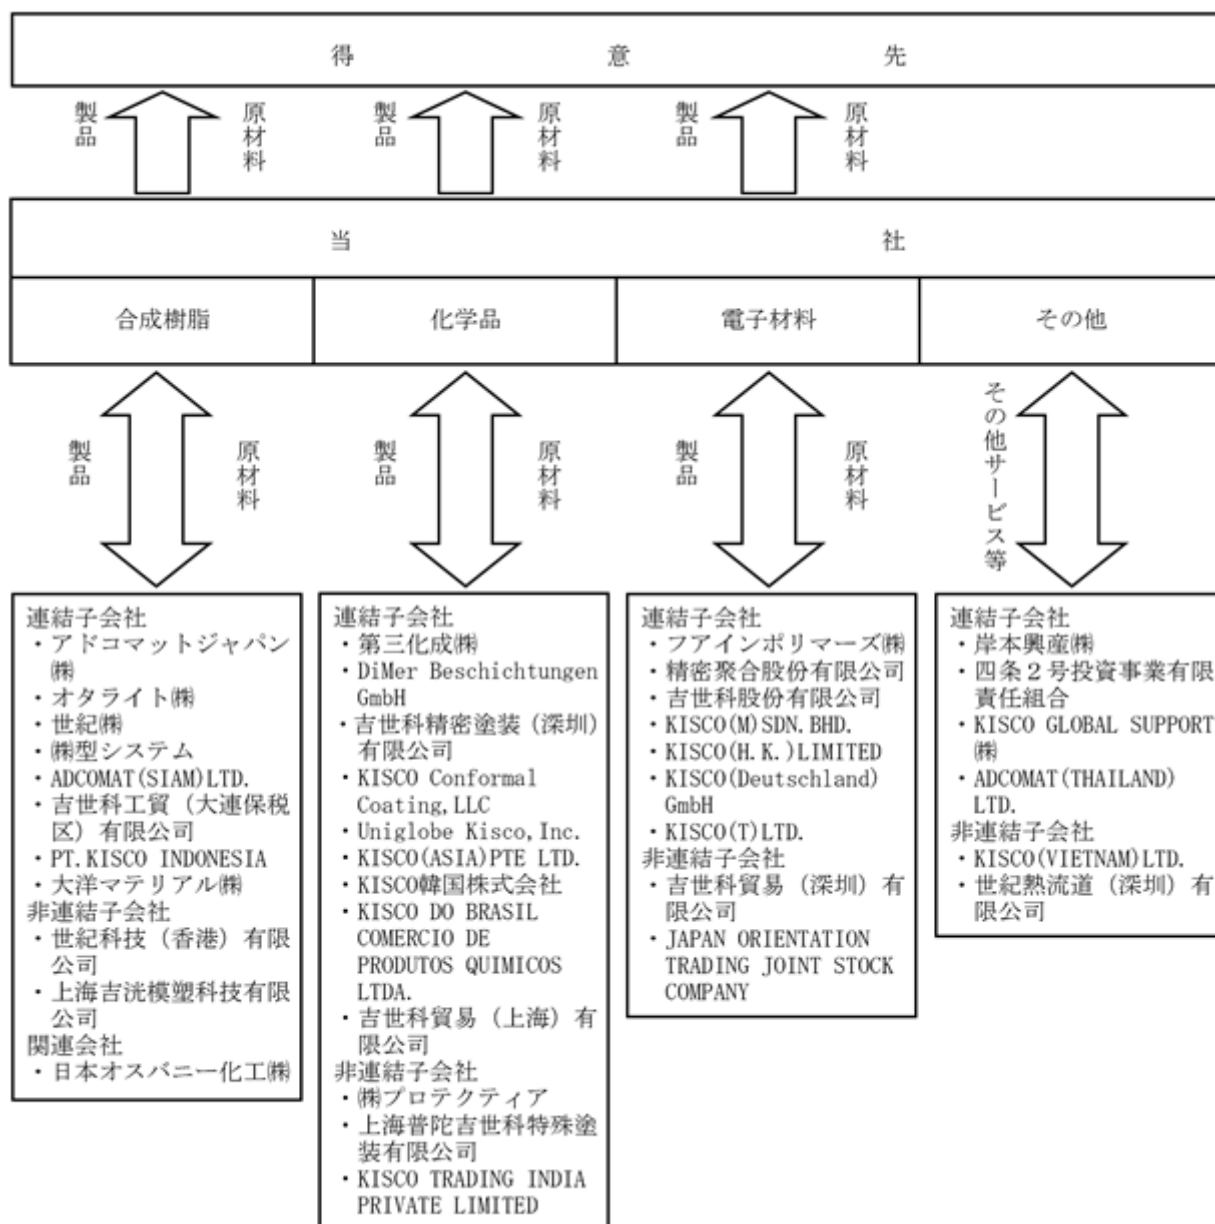 得意先
製品
原材料
製品
原材料
製品
原材料
当社
合成樹脂
化学品
電子材料
その他
製品
原材料
製品
原材料
製品
原材料
その他サービス等
連結子会社
・アドコマットジャパン
㈱
・オタライト㈱
・世紀㈱
・㈱型システム
・ADCOMAT(SIAM)LTD.
・吉世科工貿（大連保税
区）有限公司
・PT.KISCO INDONESIA
・大洋マテリアル㈱
非連結子会社
・世紀科技（香港）有限
公司
・上海吉洸模塑科技有限
公司
関連会社
・日本オスバニー化工㈱
連結子会社
・第三化成㈱
・DiMer Beschichtungen
GmbH
・吉世科精密塗装（深圳）
有限公司
・KISCO Conformal
Coating,LLC
・Uniglobe Kisco,Inc.
・KISCO(ASIA)PTE LTD.
・KISCO韓国株式会社
・KISCO DO BRASIL
COMERCIO DE
PRODUTOS QUIMICOS
LTDA.
・吉世科貿易（上海）有
限公司
非連結子会社
・㈱プロテクティア
・上海普陀吉世科特殊塗
装有限公司
・KISCO TRADING INDIA
PRIVATE LIMITED
連結子会社
・フアインポリマーズ㈱
・精密聚合股份有限公司
・吉世科股份有限公司
・KISCO(M)SDN.BHD.
・KISCO(H.K.)LIMITED
・KISCO(Deutschland)
GmbH
・KISCO(T)LTD.
非連結子会社
・吉世科貿易（深圳）有
限公司
・JAPAN ORIENTATION
TRADING JOINT STOCK
COMPANY
連結子会社
・岸本興産㈱
・四条２号投資事業有限
責任組合
・KISCO GLOBAL SUPPORT
㈱
・ADCOMAT(THAILAND)
LTD.
非連結子会社
・KISCO(VIETNAM)LTD.
・世紀熱流道（深圳）有
限公司